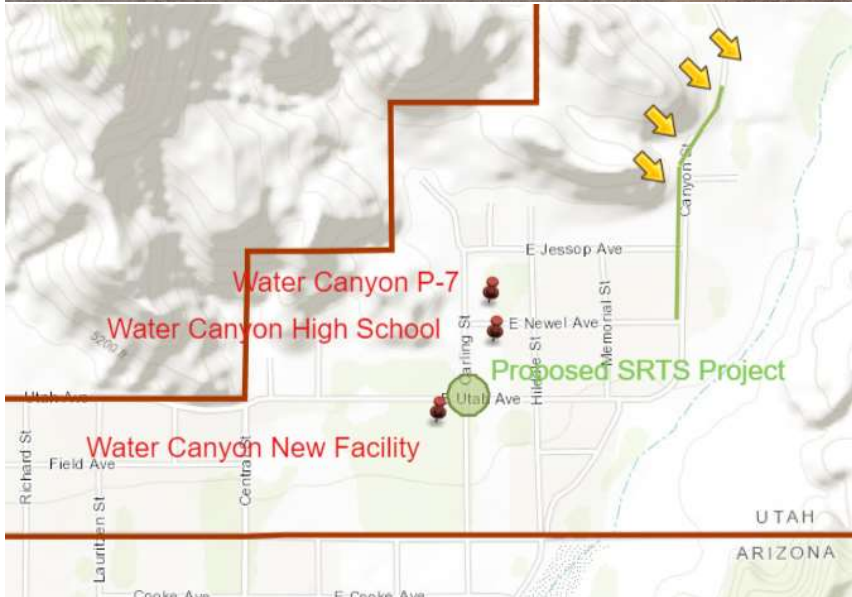 Canyon St
E Jessop Ave
Water Canyon P-7
Water Canyon High School
E Newel Ave
Memorial St
5200 ft
Carling St
Hildale St
Proposed SRTS Project
Utah Ave
E Utah Ave
Water Canyon New Facility
Central St
Field Ave
Richard St
Lauritzen St
UTAH
ARIZONA
Cooke Ave
E Cooke Ave